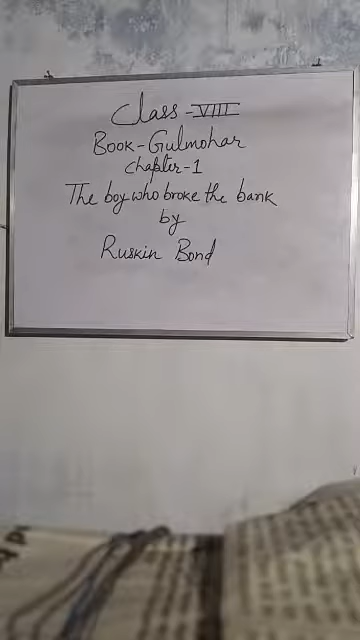 Class - VIII
Book - Gulmohar
Chapter - 1
The boy who broke the bank
by
Ruskin Bond